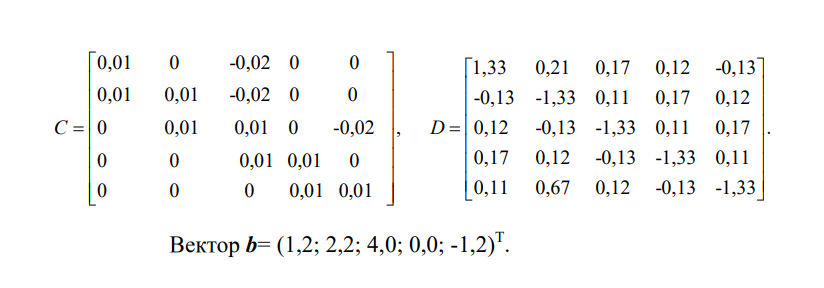 0,01 0 -0,02 0 0 1,33 0,21 0,17 0,12 -0,13
0,01 0,01 -0,02 0 0 -0,13 -1,33 0,11 0,17 0,12
C = 0 0,01 0,01 0 -0,02 , D = 0,12 -0,13 -1,33 0,11 0,17 .
0 0 0,01 0,01 0 0,17 0,12 -0,13 -1,33 0,11
0 0 0 0,01 0,01 0,11 0,67 0,12 -0,13 -1,33
Вектор b= (1,2; 2,2; 4,0; 0,0; -1,2)ᵀ.